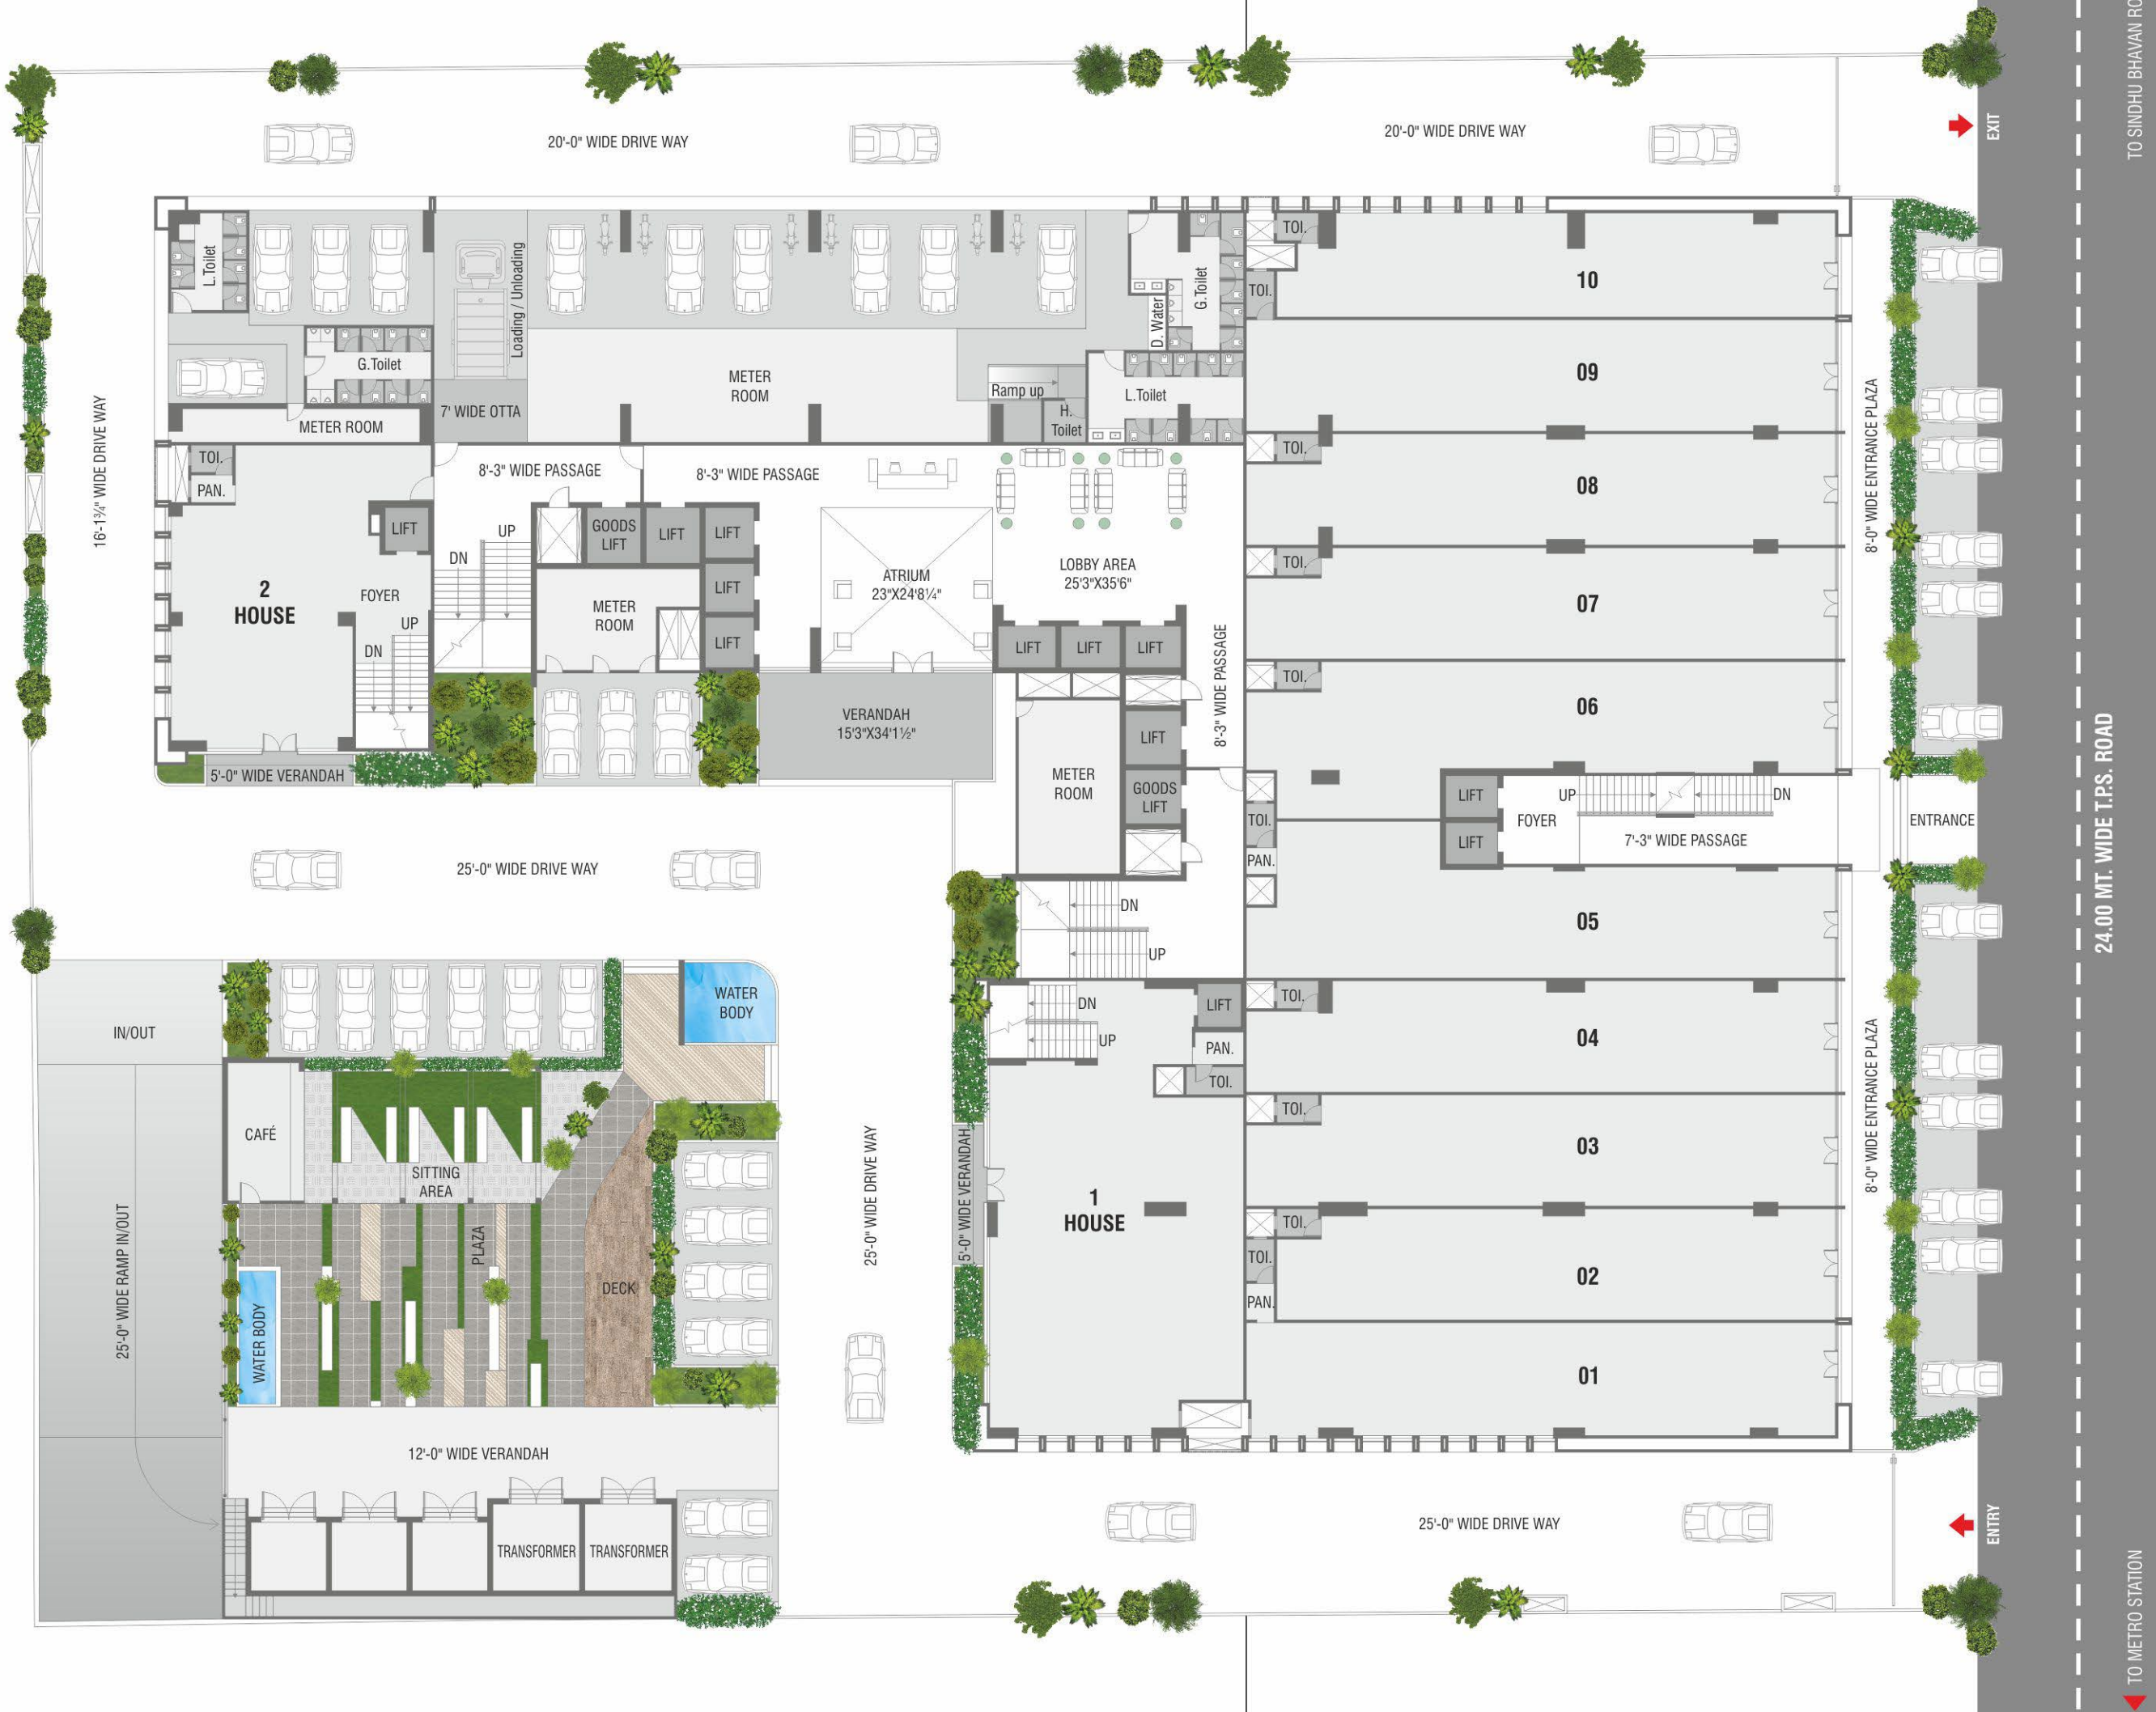 TO SINDHU BHAVAN RO
20'-0" WIDE DRIVE WAY
20'-0" WIDE DRIVE WAY
EXIT
L.Toilet
Loading / Unloading
G.Toilet
D. Water
TOI.
TOI.
10
G.Toilet
METER
ROOM
09
7' WIDE OTTA
Ramp up
H.
Toilet
L.Toilet
METER ROOM
16'-1¾" WIDE DRIVE WAY
8'-0" WIDE ENTRANCE PLAZA
TOI.
PAN.
8'-3" WIDE PASSAGE
8'-3" WIDE PASSAGE
TOI.
08
LIFT
GOODS
LIFT
LIFT
LIFT
UP
DN
LOBBY AREA
25'3"X35'6"
ATRIUM
23"X24'8¼"
TOI.
07
2
HOUSE
FOYER
UP
DN
METER
ROOM
LIFT
LIFT
LIFT
LIFT
LIFT
8'-3" WIDE PASSAGE
TOI.
06
VERANDAH
15'3"X34'1½"
5'-0" WIDE VERANDAH
METER
ROOM
LIFT
GOODS
LIFT
TOI.
PAN.
LIFT
LIFT
UP
DN
FOYER
7'-3" WIDE PASSAGE
ENTRANCE
24.00 MT. WIDE T.P.S. ROAD
25'-0" WIDE DRIVE WAY
DN
UP
05
WATER
BODY
IN/OUT
DN
UP
LIFT
PAN.
TOI.
TOI.
04
8'-0" WIDE ENTRANCE PLAZA
CAFÉ
SITTING
AREA
25'-0" WIDE DRIVE WAY
5'-0" WIDE VERANDAH
TOI.
03
1
HOUSE
TOI.
TOI.
PAN.
02
25'-0" WIDE RAMP IN/OUT
PLAZA
DECK
WATER BODY
01
12'-0" WIDE VERANDAH
TRANSFORMER
TRANSFORMER
25'-0" WIDE DRIVE WAY
ENTRY
TO METRO STATION